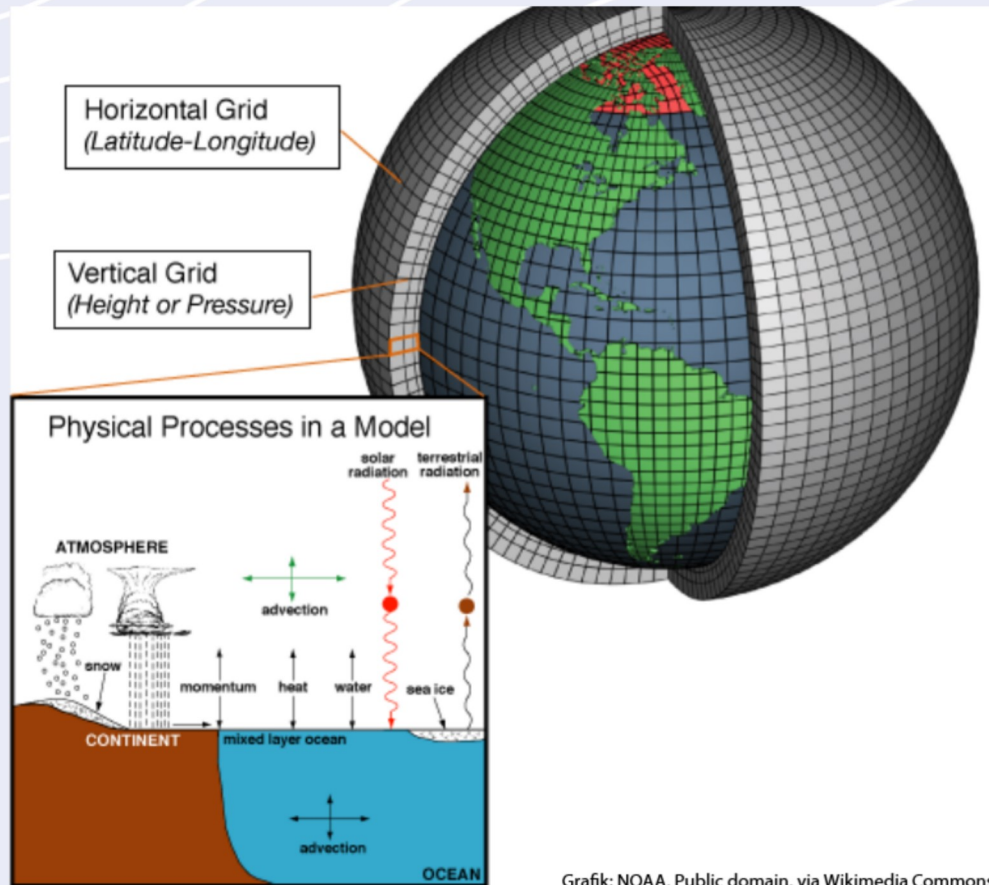 Horizontal Grid
(Latitude-Longitude)
Vertical Grid
(Height or Pressure)
Physical Processes in a Model
solar
radiation
terrestrial
radiation
ATMOSPHERE
advection
snow
momentum
heat
water
sea ice
CONTINENT
mixed layer ocean
advection
OCEAN
Grafik: NOAA, Public domain, via Wikimedia Commons